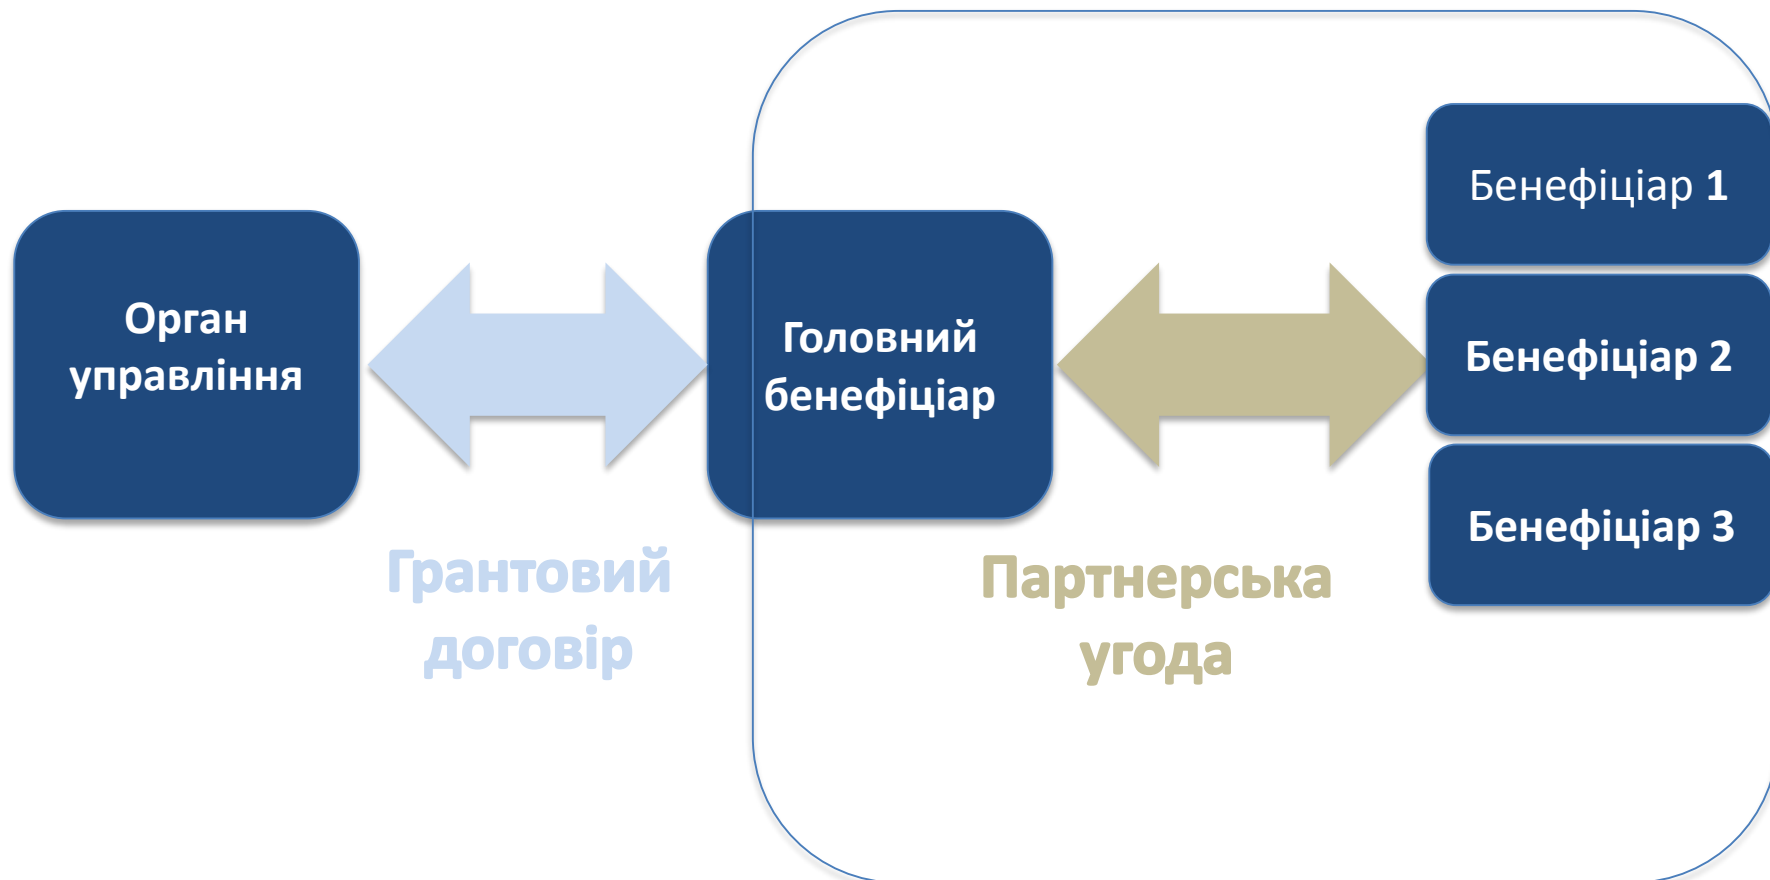 Орган
управління
Грантовий
договір
Головний
бенефіціар
Партнерська
угода
Бенефіціар 1
Бенефіціар 2
Бенефіціар 3